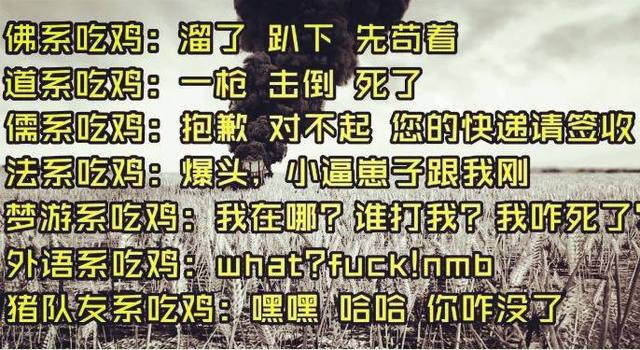 佛系吃鸡：溜了 趴下 先苟着
道系吃鸡：一枪 击倒 死了
儒系吃鸡：抱歉 对不起 您的快递请签收
法系吃鸡：爆头，小逼崽子跟我刚
梦游系吃鸡：我在哪？谁打我？我咋死了
外语系吃鸡：what?fuck!nmb
猪队友系吃鸡：嘿嘿 哈哈 你咋没了